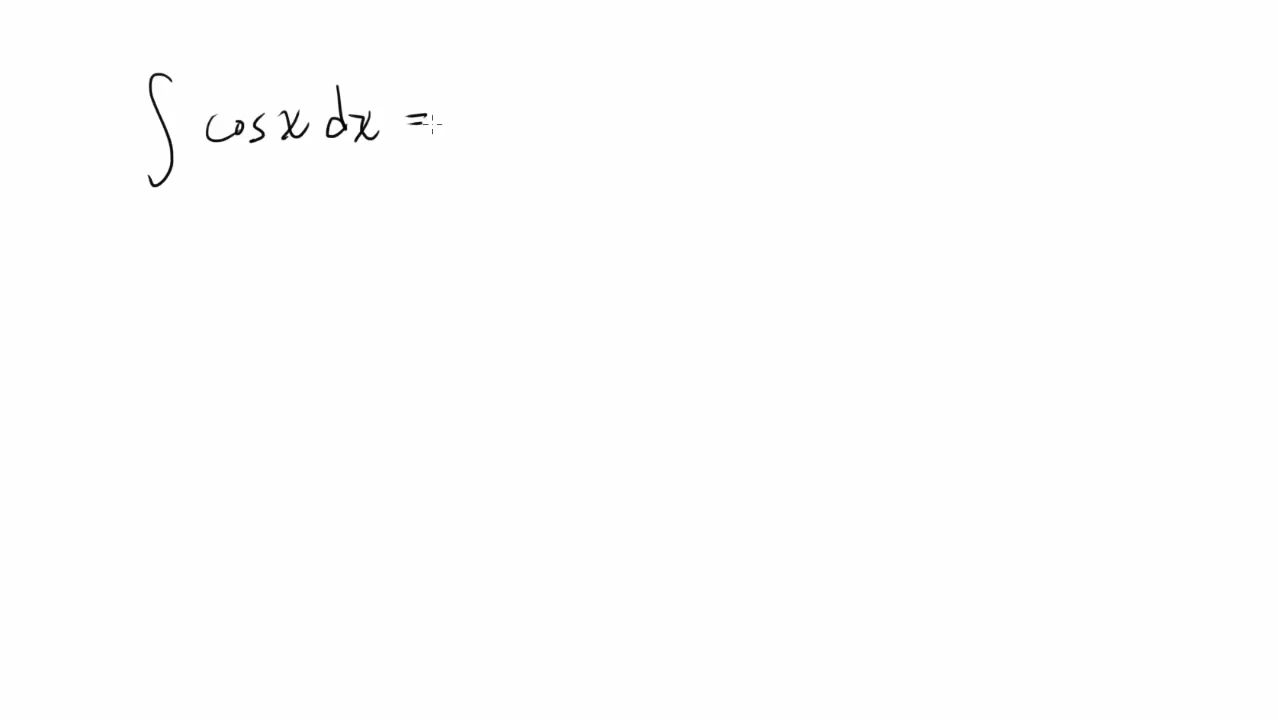 ∫ cos x dx =